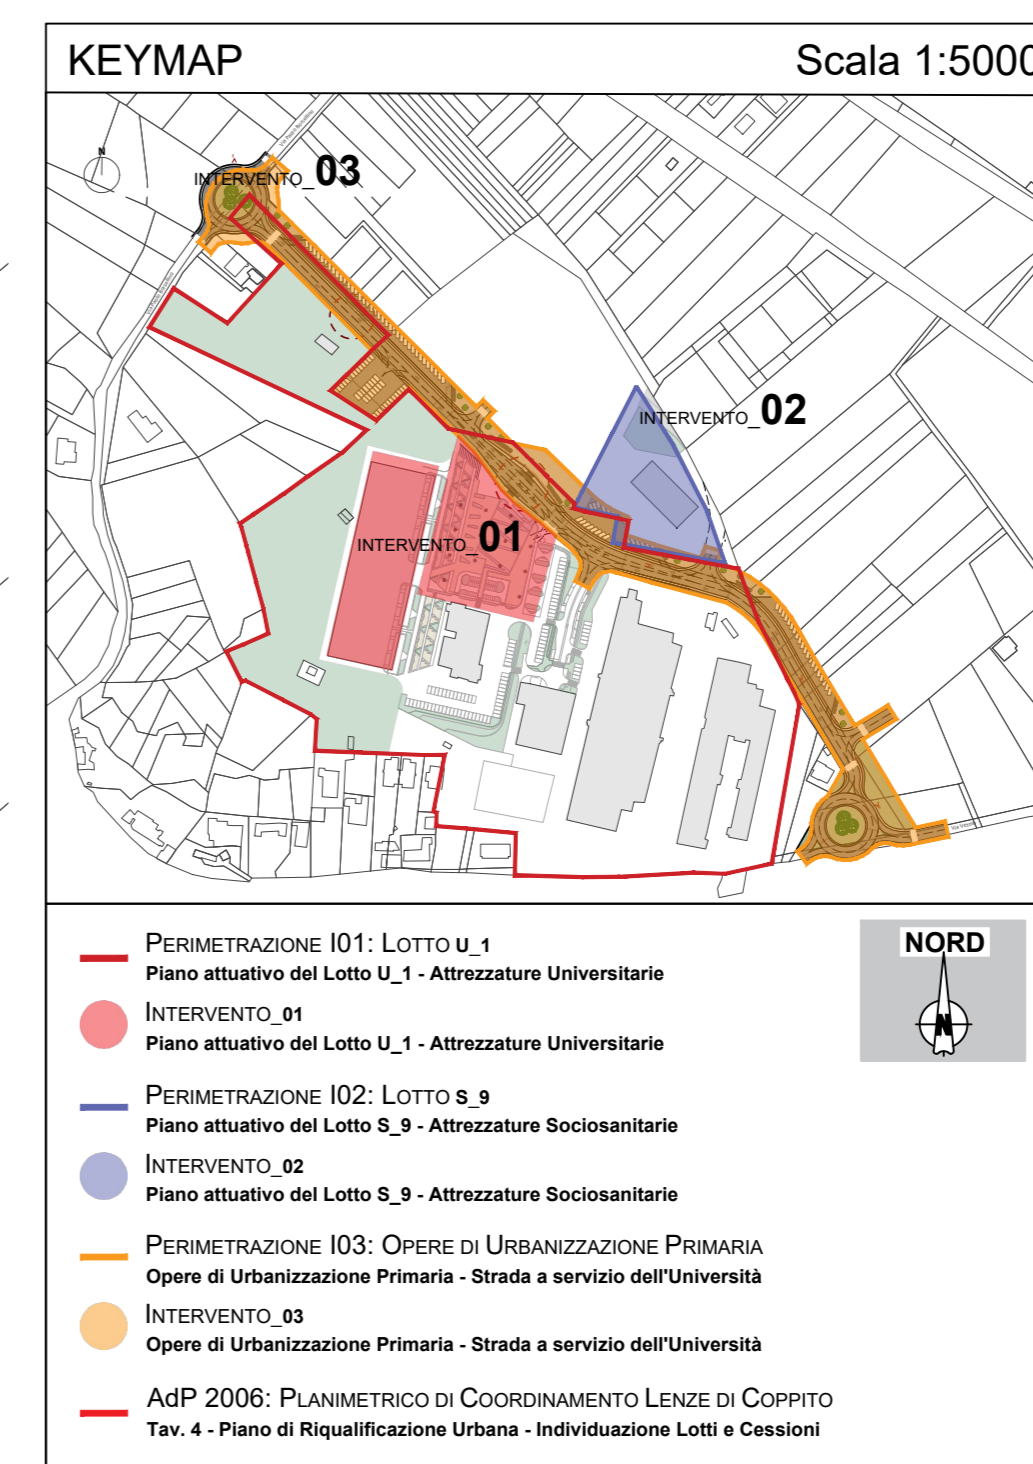 KEYMAP
Scala 1:5000
N
INTERVENTO_03
INTERVENTO_02
INTERVENTO_01
PERIMETRAZIONE I01: LOTTO U_1
Piano attuativo del Lotto U_1 - Attrezzature Universitarie
INTERVENTO_01
Piano attuativo del Lotto U_1 - Attrezzature Universitarie
PERIMETRAZIONE I02: LOTTO S_9
Piano attuativo del Lotto S_9 - Attrezzature Sociosanitarie
INTERVENTO_02
Piano attuativo del Lotto S_9 - Attrezzature Sociosanitarie
PERIMETRAZIONE I03: OPERE DI URBANIZZAZIONE PRIMARIA
Opere di Urbanizzazione Primaria - Strada a servizio dell'Università
INTERVENTO_03
Opere di Urbanizzazione Primaria - Strada a servizio dell'Università
AdP 2006: PLANIMETRICO DI COORDINAMENTO LENZE DI COPPITO
Tav. 4 - Piano di Riqualificazione Urbana - Individuazione Lotti e Cessioni
NORD
N